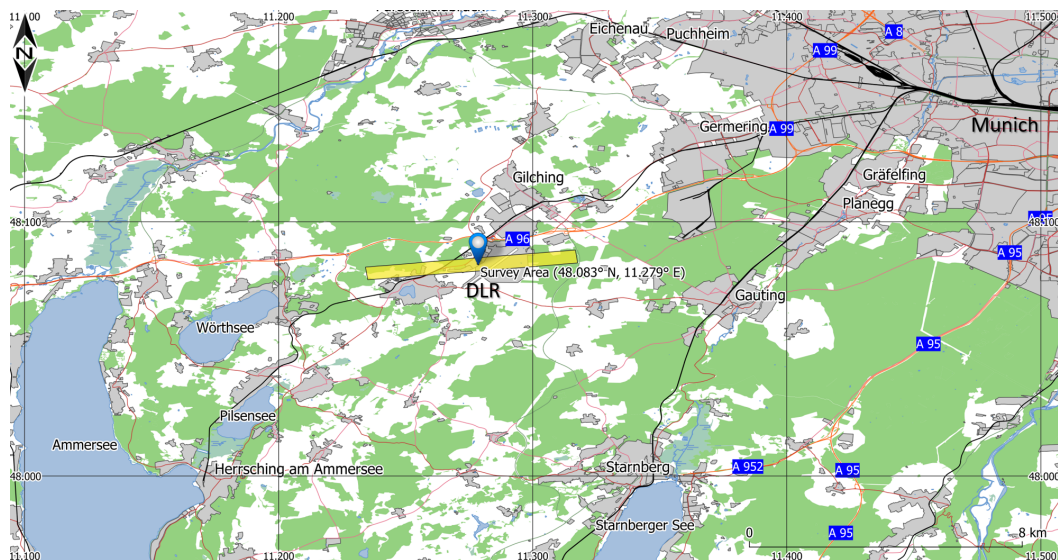 11.100
11.200
11.300
11.400
11.500
N
Eichenau
Puchheim
A 8
A 99
Germering
A 99
Munich
Gilching
Gräfelfing
Planegg
48.100
48.100
A 96
A 95
Survey Area (48.083° N, 11.279° E)
DLR
Gauting
Wörthsee
A 95
Pilsensee
Ammersee
Herrsching am Ammersee
Starnberg
A 952
A 95
48.000
48.000
Starnberger See
A 95
0
8 km
11.100
11.200
11.300
11.400
11.500